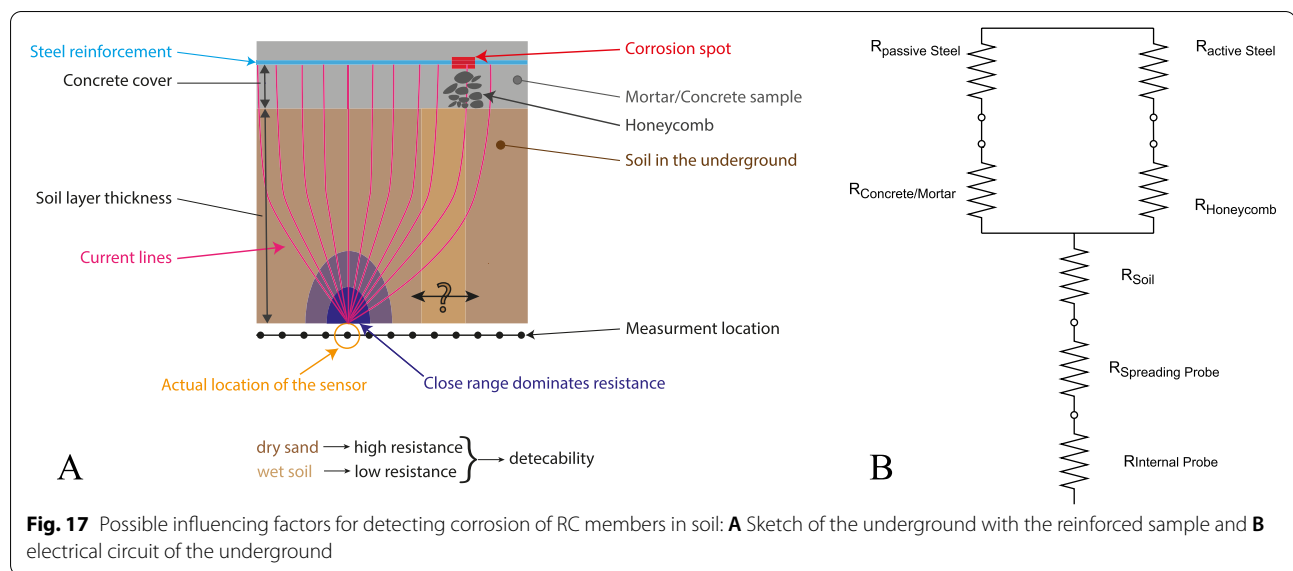 Steel reinforcement
Concrete cover
Soil layer thickness
Current lines
Corrosion spot
Mortar/Concrete sample
Honeycomb
Soil in the underground
?
Measurment location
Actual location of the sensor
Close range dominates resistance
dry sand high resistance
wet soil low resistance
detecability
A
R passive Steel
R active Steel
R Concrete/Mortar
R Honeycomb
R Soil
R Spreading Probe
R Internal Probe
B
Fig. 17 Possible influencing factors for detecting corrosion of RC members in soil: A Sketch of the underground with the reinforced sample and B
electrical circuit of the underground